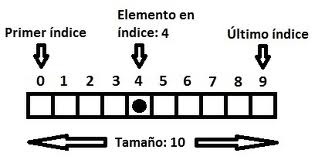 Elemento en
índice: 4
Primer índice
Último índice
0 1 2 3 4 5 6 7 8 9
Tamaño: 10